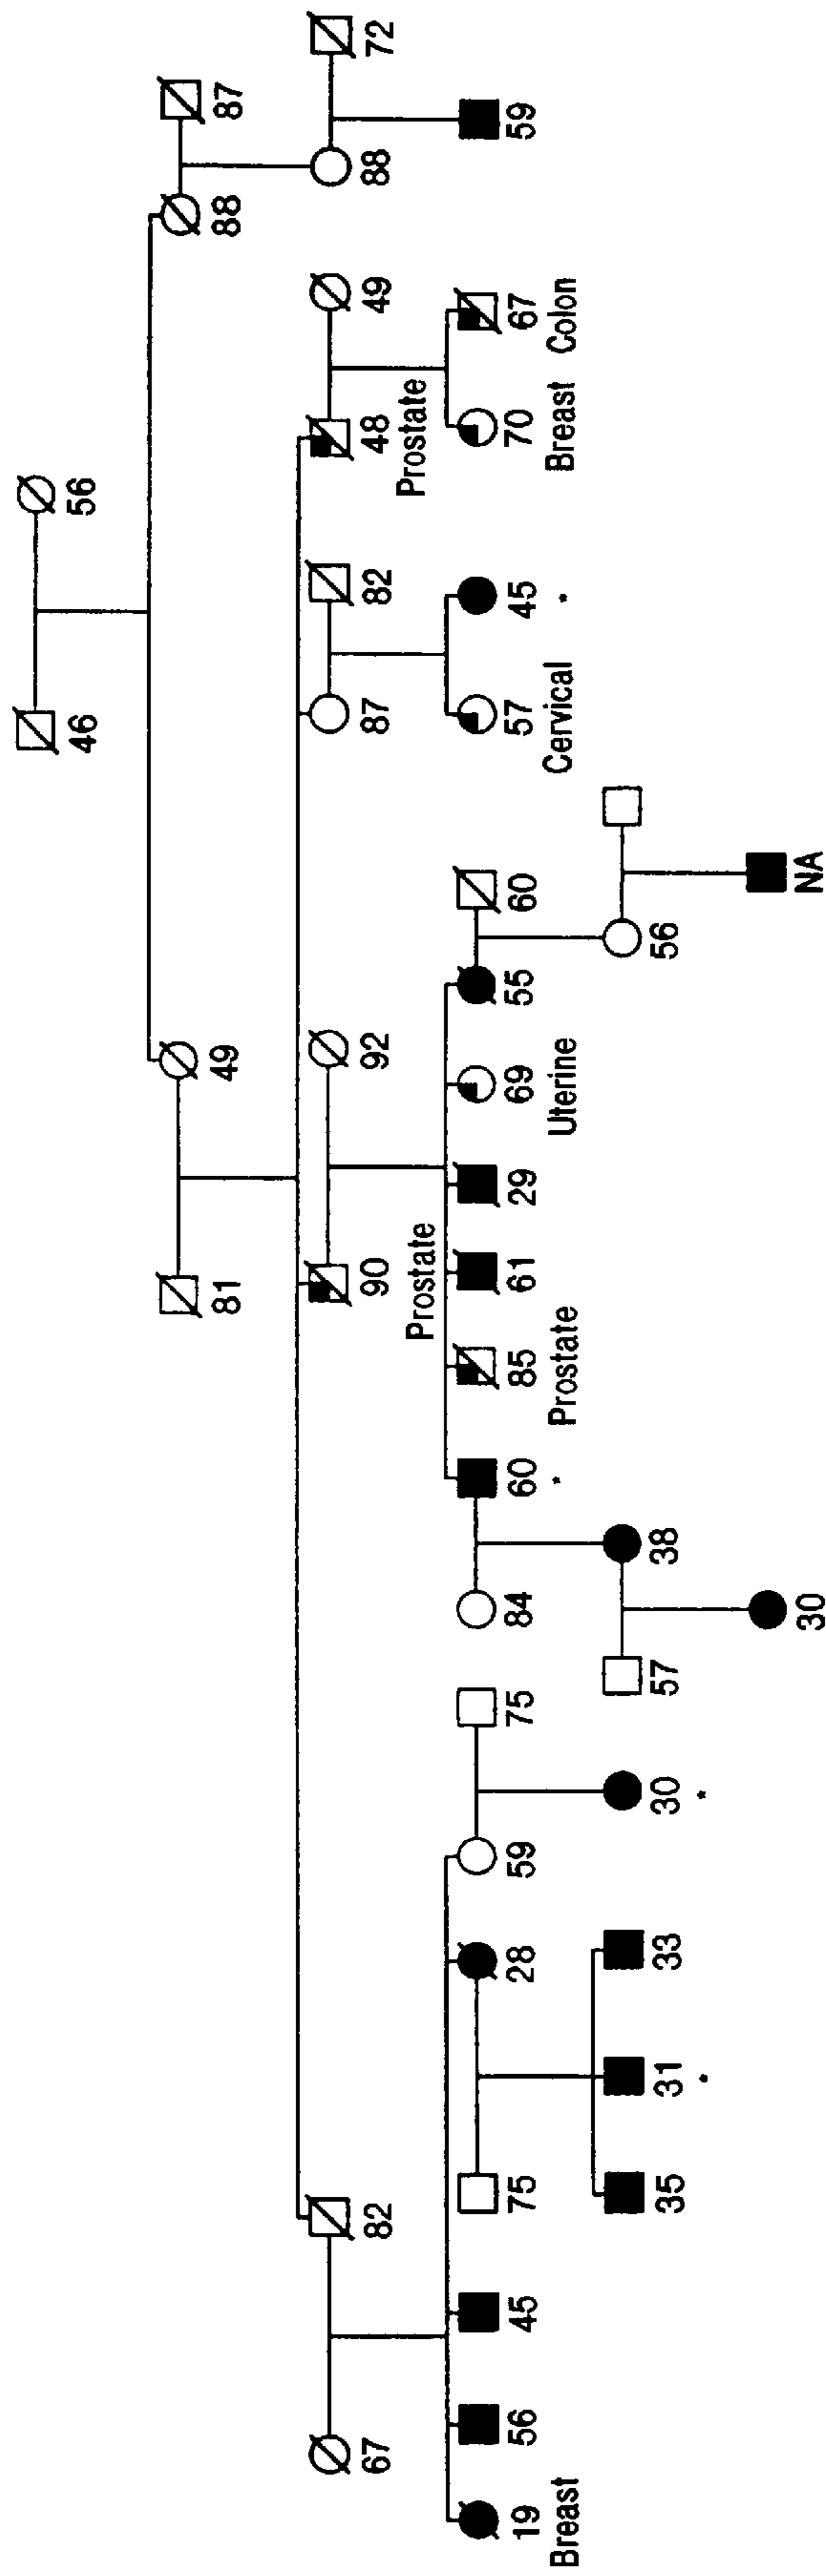 46 56
81 49 88 87
67 82 90 92 87 82 48 49 88 72
Prostate Prostate
19 56 45 75 28 59 75 84 60 85 61 29 69 55 60 57 45 70 67 59
Breast * Prostate Uterine Cervical * Breast Colon
35 31 33 30 57 38 56
* *
30 NA